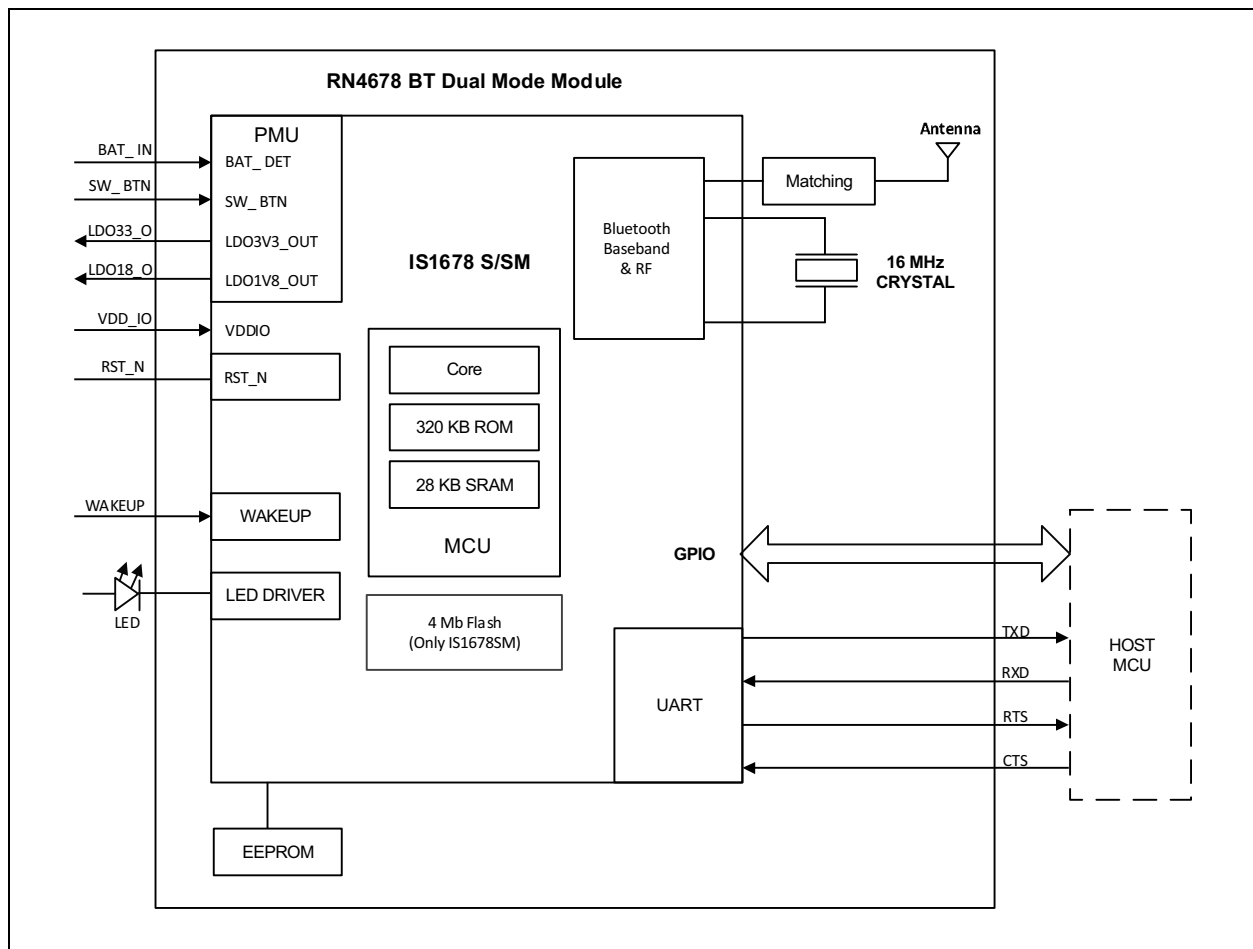 RN4678 BT Dual Mode Module
PMU
BAT_ IN
BAT_ DET
SW_ BTN
SW_ BTN
LDO33_O
LDO3V3_OUT
LDO18_O
LDO1V8_OUT
VDD_IO
VDDIO
RST_N
RST_N
WAKEUP
WAKEUP
LED DRIVER
LED
IS1678 S/SM
Core
320 KB ROM
28 KB SRAM
MCU
4 Mb Flash
(Only IS1678SM)
Bluetooth
Baseband
& RF
Matching
Antenna
16 MHz
CRYSTAL
GPIO
UART
TXD
RXD
RTS
CTS
HOST
MCU
EEPROM